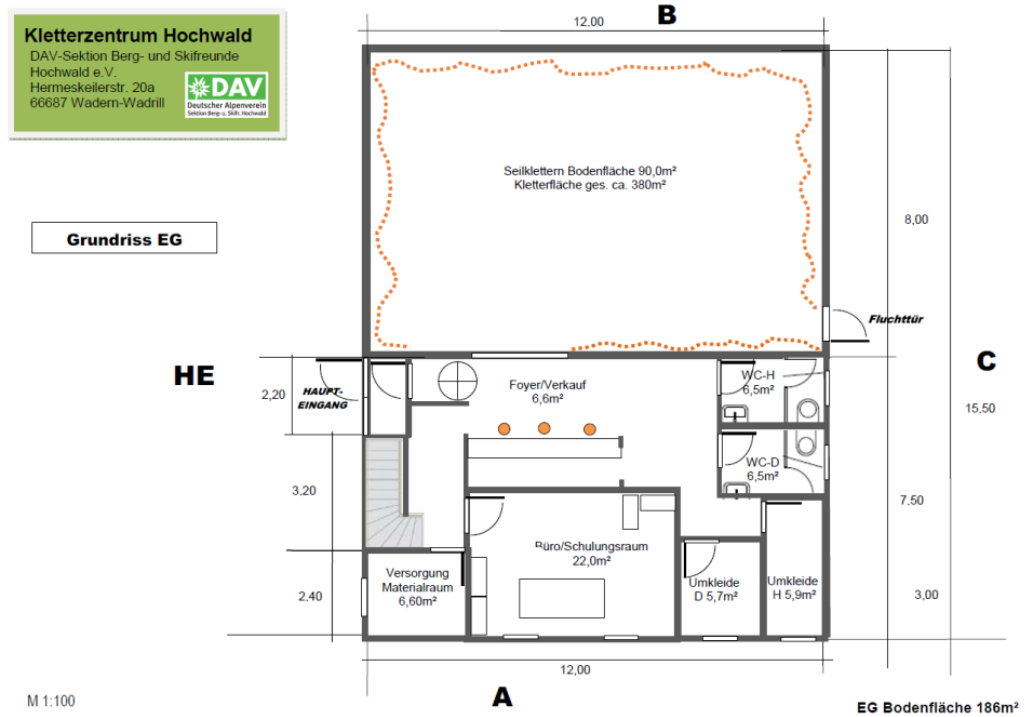 Kletterzentrum Hochwald
DAV-Sektion Berg- und Skifreunde
Hochwald e.V.
Hermeskeilerstr. 20a
66687 Wadern-Wadrill
DAV
Deutscher Alpenverein
Sektion Berg- u. Skifr. Hochwald
Grundriss EG
12,00
B
Seilklettern Bodenfläche 90,0m²
Kletterfläche ges. ca. 380m²
8,00
Fluchttür
HE
C
2,20
HAUPT-
EINGANG
Foyer/Verkauf
6,6m²
WC-H
6,5m²
15,50
WC-D
6,5m²
3.20
7.50
Büro/Schulungsraum
22,0m²
Versorgung
Materialraum
6,60m²
Umkleide
D 5,7m²
Umkleide
H 5,9m²
2.40
3,00
12,00
A
M 1:100
EG Bodenfläche 186m²